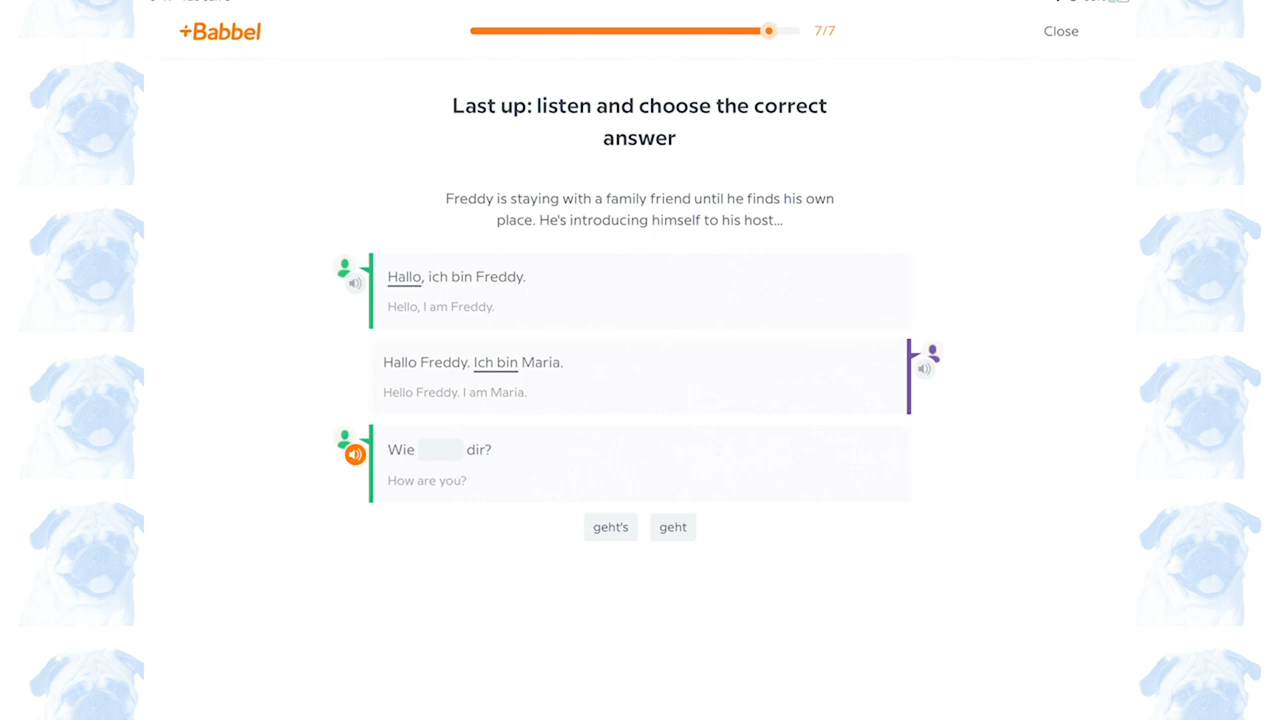 +Babbel
7/7
Close
Last up: listen and choose the correct
answer
Freddy is staying with a family friend until he finds his own
place. He's introducing himself to his host...
Hallo, ich bin Freddy.
Hello, I am Freddy.
Hallo Freddy. Ich bin Maria.
Hello Freddy. I am Maria.
Wie dir?
How are you?
geht's geht